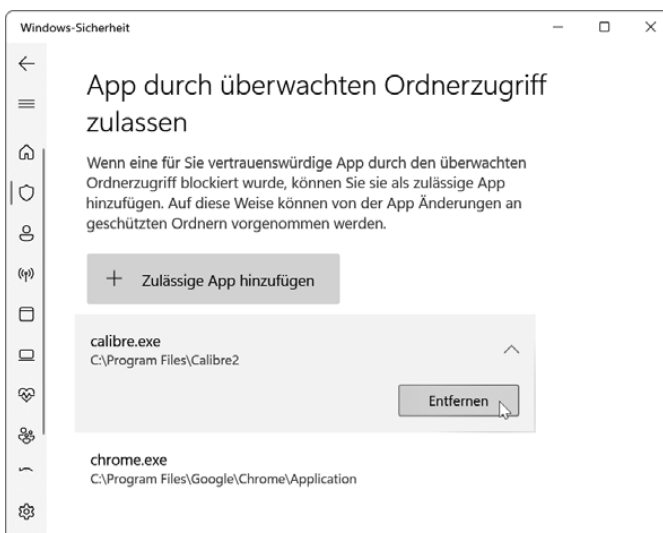 Windows-Sicherheit
App durch überwachten Ordnerzugriff
zulassen
Wenn eine für Sie vertrauenswürdige App durch den überwachten
Ordnerzugriff blockiert wurde, können Sie sie als zulässige App
hinzufügen. Auf diese Weise können von der App Änderungen an
geschützten Ordnern vorgenommen werden.
Zulässige App hinzufügen
calibre.exe
C:\Program Files\Calibre2
Entfernen
chrome.exe
C:\Program Files\Google\Chrome\Application